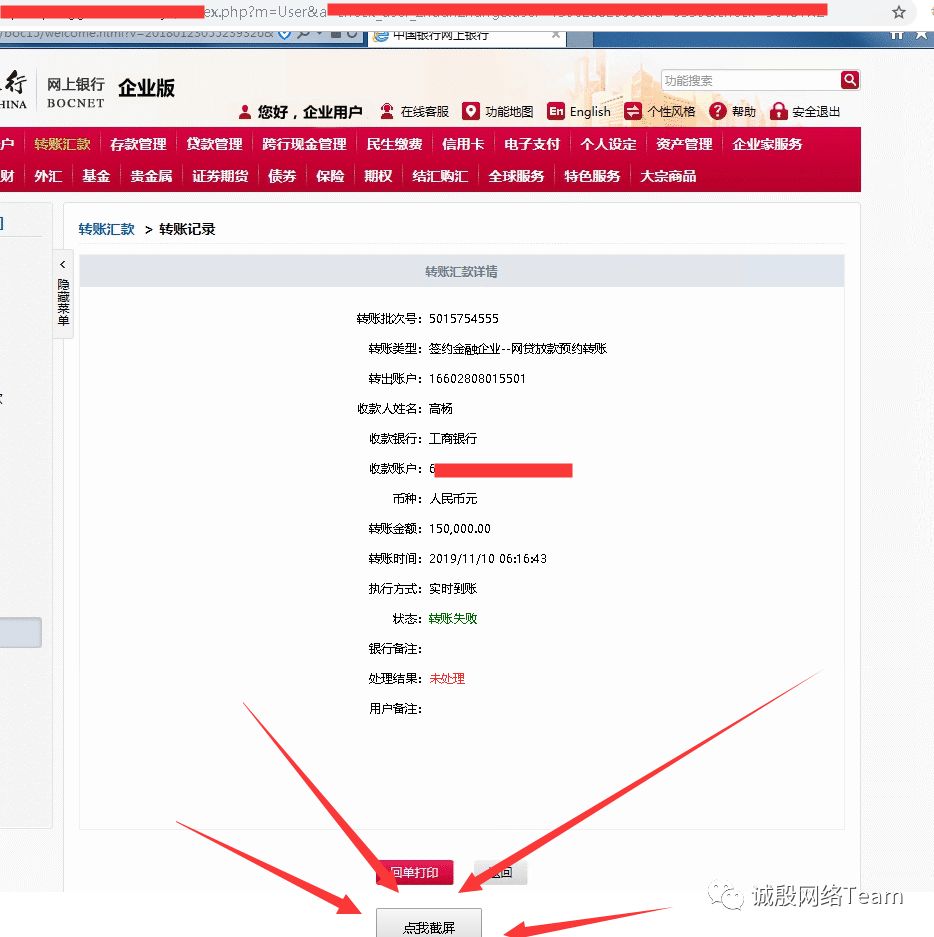 ex.php?m=User&a
/boc15/welcome.html?v=20180123053239326&
中国银行网上银行
行 网上银行 企业版
HINA BOCNET
功能搜索
您好，企业用户 在线客服 功能地图 En English 个性风格 帮助 安全退出
户 转账汇款 存款管理 贷款管理 跨行现金管理 民生缴费 信用卡 电子支付 个人设定 资产管理 企业家服务
财 外汇 基金 贵金属 证券期货 债券 保险 期权 结汇购汇 全球服务 特色服务 大宗商品
转账汇款 > 转账记录
<
隐藏菜单
转账汇款详情
转账批次号：5015754555
转账类型：签约金融企业--网贷放款预约转账
转出账户：16602808015501
收款人姓名：高杨
收款银行：工商银行
收款账户：6
币种：人民币元
转账金额：150,000.00
转账时间：2019/11/10 06:16:43
执行方式：实时到账
状态：转账失败
银行备注：
处理结果：未处理
用户备注：
回单打印 返回
点我截屏
诚殷网络Team